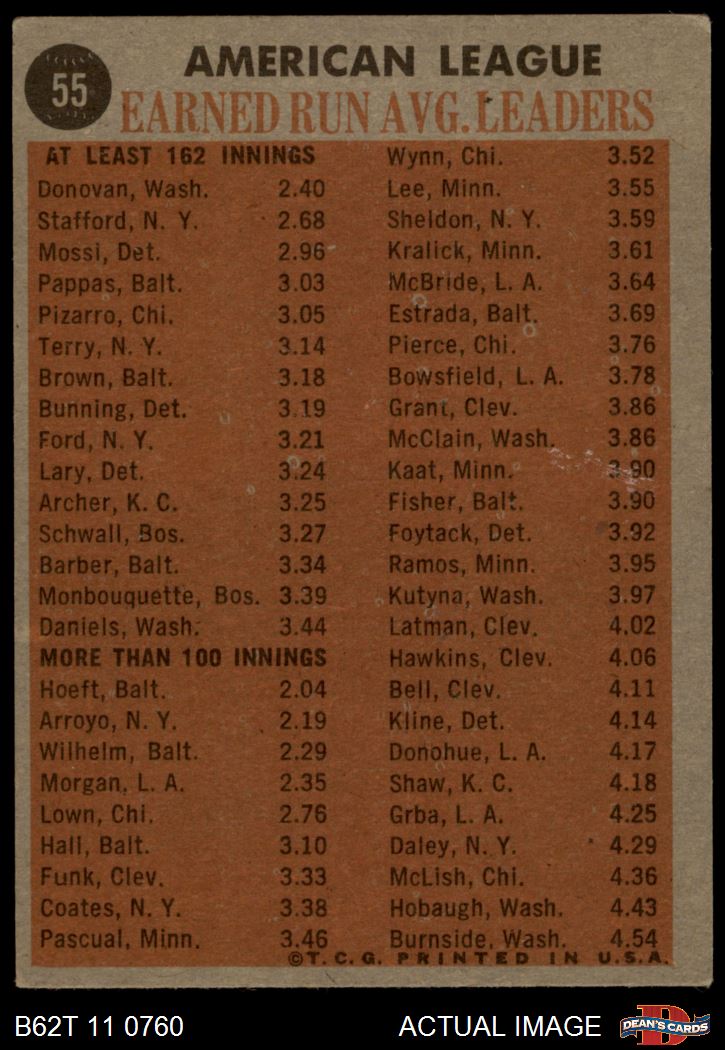 55
AMERICAN LEAGUE
EARNED RUN AVG. LEADERS
AT LEAST 162 INNINGS
Donovan, Wash. 2.40
Stafford, N. Y. 2.68
Mossi, Det. 2.96
Pappas, Balt. 3.03
Pizarro, Chi. 3.05
Terry, N. Y. 3.14
Brown, Balt. 3.18
Bunning, Det. 3.19
Ford, N. Y. 3.21
Lary, Det. 3.24
Archer, K. C. 3.25
Schwall, Bos. 3.27
Barber, Balt. 3.34
Monbouquette, Bos. 3.39
Daniels, Wash. 3.44
MORE THAN 100 INNINGS
Hoeft, Balt. 2.04
Arroyo, N. Y. 2.19
Wilhelm, Balt. 2.29
Morgan, L. A. 2.35
Lown, Chi. 2.76
Hall, Balt. 3.10
Funk, Clev. 3.33
Coates, N. Y. 3.38
Pascual, Minn. 3.46
Wynn, Chi. 3.52
Lee, Minn. 3.55
Sheldon, N. Y. 3.59
Kralick, Minn. 3.61
McBride, L. A. 3.64
Estrada, Balt. 3.69
Pierce, Chi. 3.76
Bowsfield, L. A. 3.78
Grant, Clev. 3.86
McClain, Wash. 3.86
Kaat, Minn. 3.90
Fisher, Balt. 3.90
Foytack, Det. 3.92
Ramos, Minn. 3.95
Kutyna, Wash. 3.97
Latman, Clev. 4.02
Hawkins, Clev. 4.06
Bell, Clev. 4.11
Kline, Det. 4.14
Donohue, L. A. 4.17
Shaw, K. C. 4.18
Grba, L. A. 4.25
Daley, N. Y. 4.29
McLish, Chi. 4.36
Hobaugh, Wash. 4.43
Burnside, Wash. 4.54
©T. C. G. PRINTED IN U.S.A.
B62T 11 0760
ACTUAL IMAGE
D
DEAN'S CARDS